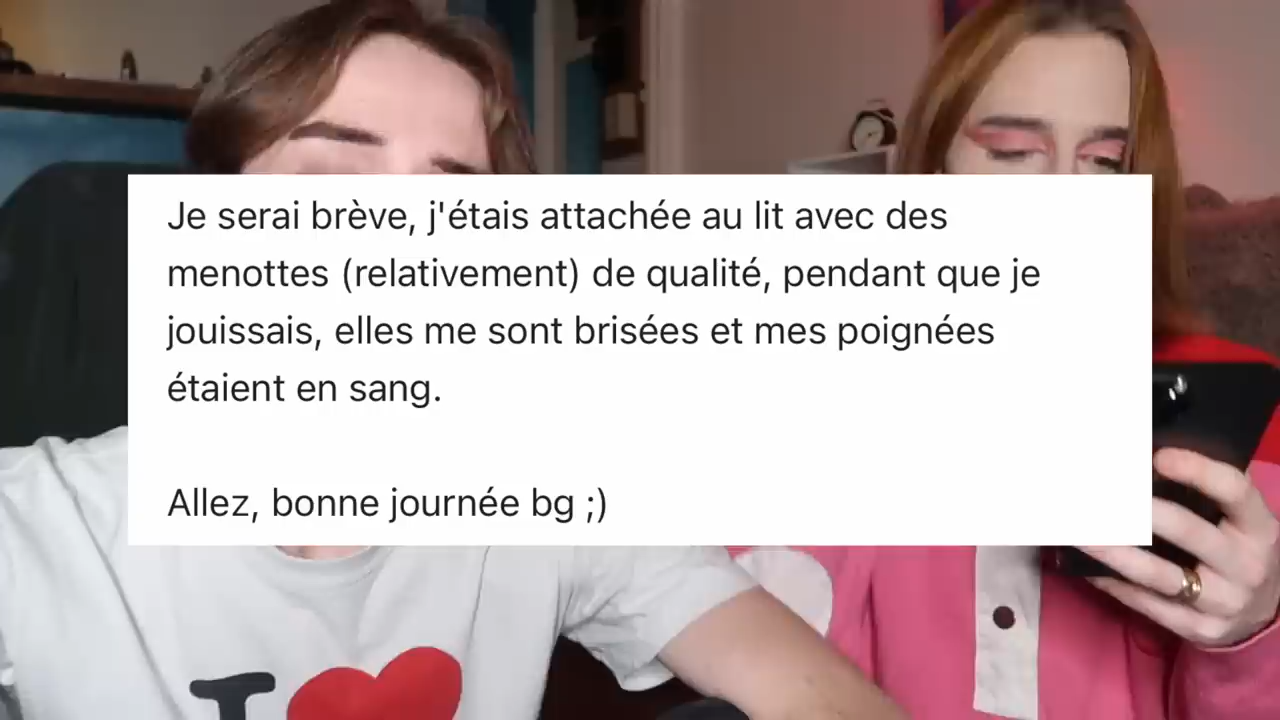 Je serai brève, j'étais attachée au lit avec des
menottes (relativement) de qualité, pendant que je
jouissais, elles me sont brisées et mes poignées
étaient en sang.
Allez, bonne journée bg ;)
I